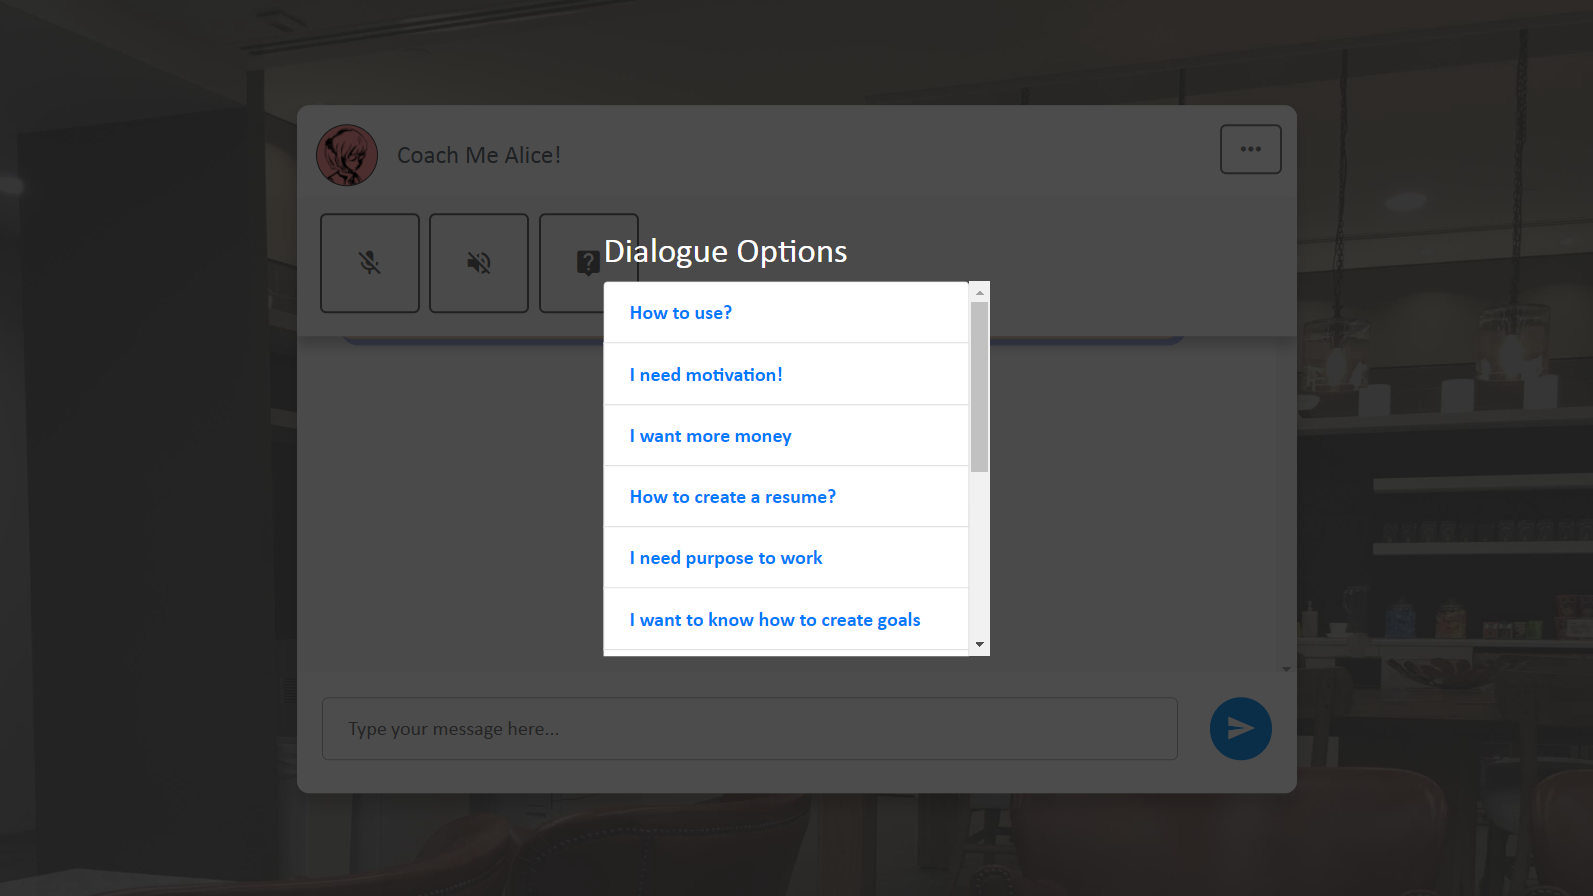 Coach Me Alice!
Dialogue Options
How to use?
I need motivation!
I want more money
How to create a resume?
I need purpose to work
I want to know how to create goals
Type your message here...